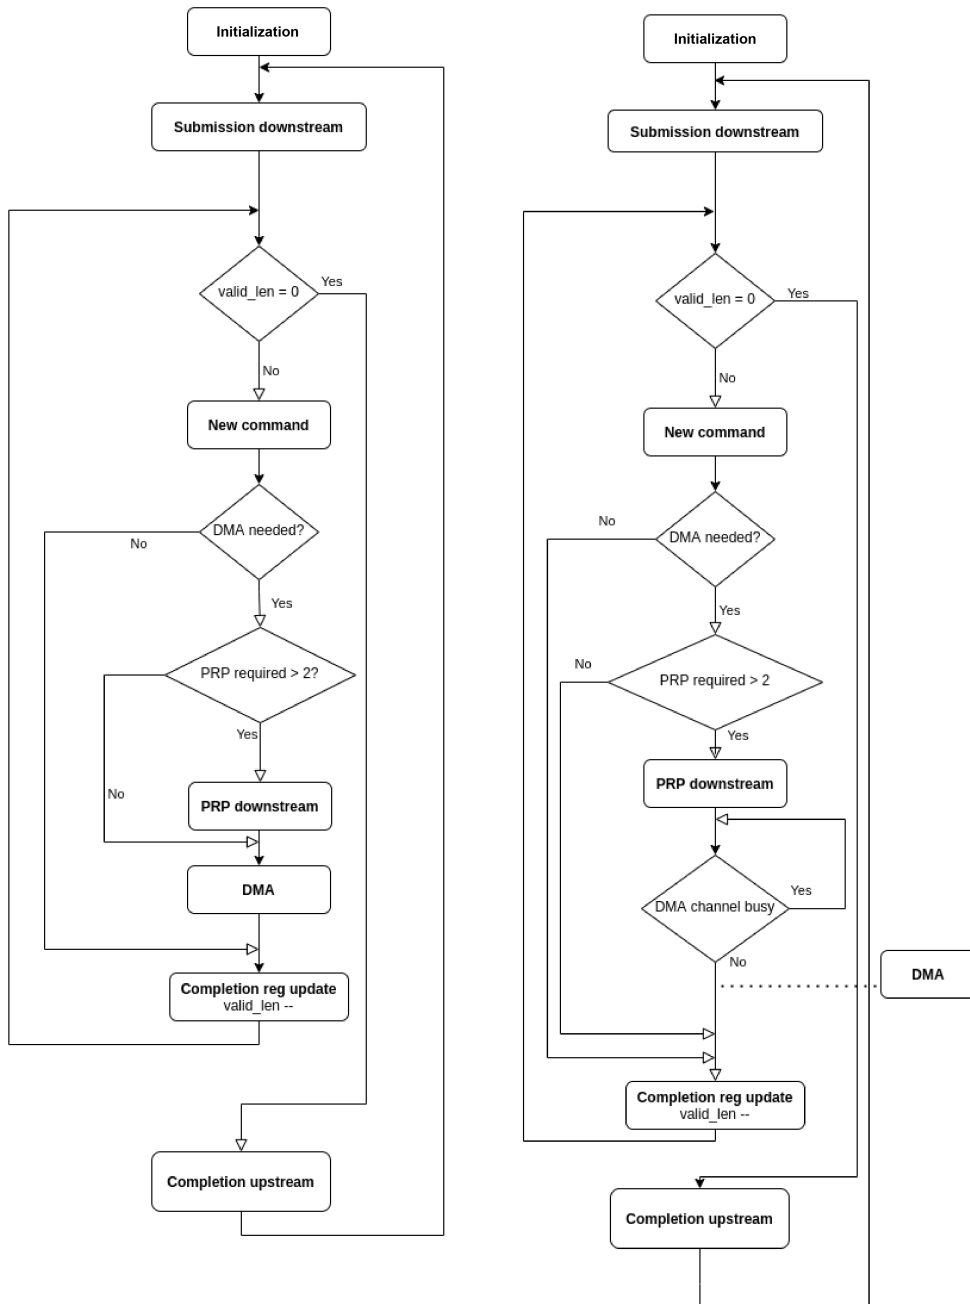 Initialization
Submission downstream
valid_len = 0
Yes
No
New command
DMA needed?
No
Yes
PRP required > 2?
Yes
No
PRP downstream
DMA
Completion reg update
valid_len --
Completion upstream
Initialization
Submission downstream
valid_len = 0
Yes
No
New command
No
DMA needed?
Yes
No
PRP required > 2
Yes
PRP downstream
DMA channel busy
Yes
No
DMA
Completion reg update
valid_len --
Completion upstream